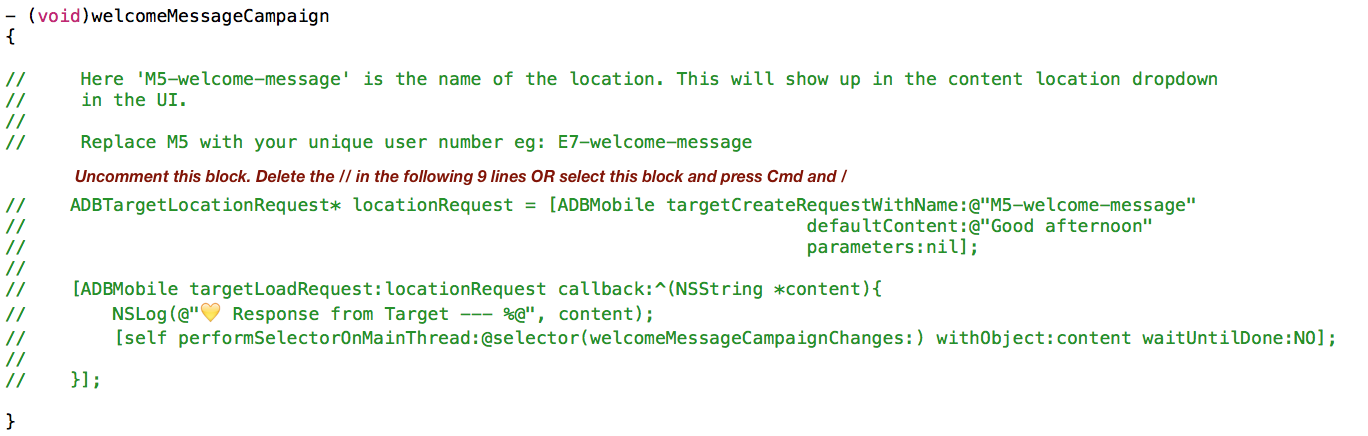 - (void)welcomeMessageCampaign
{
//     Here 'M5-welcome-message' is the name of the location. This will show up in the content location dropdown
//     in the UI.
//
//     Replace M5 with your unique user number eg: E7-welcome-message
Uncomment this block. Delete the // in the following 9 lines OR select this block and press Cmd and /
//    ADBTargetLocationRequest* locationRequest = [ADBMobile targetCreateRequestWithName:@"M5-welcome-message"
//                                                                          defaultContent:@"Good afternoon"
//                                                                          parameters:nil];
//
//    [ADBMobile targetLoadRequest:locationRequest callback:^(NSString *content){
//        NSLog(@"💛 Response from Target --- %@", content);
//        [self performSelectorOnMainThread:@selector(welcomeMessageCampaignChanges:) withObject:content waitUntilDone:NO];
//
//    }];
}